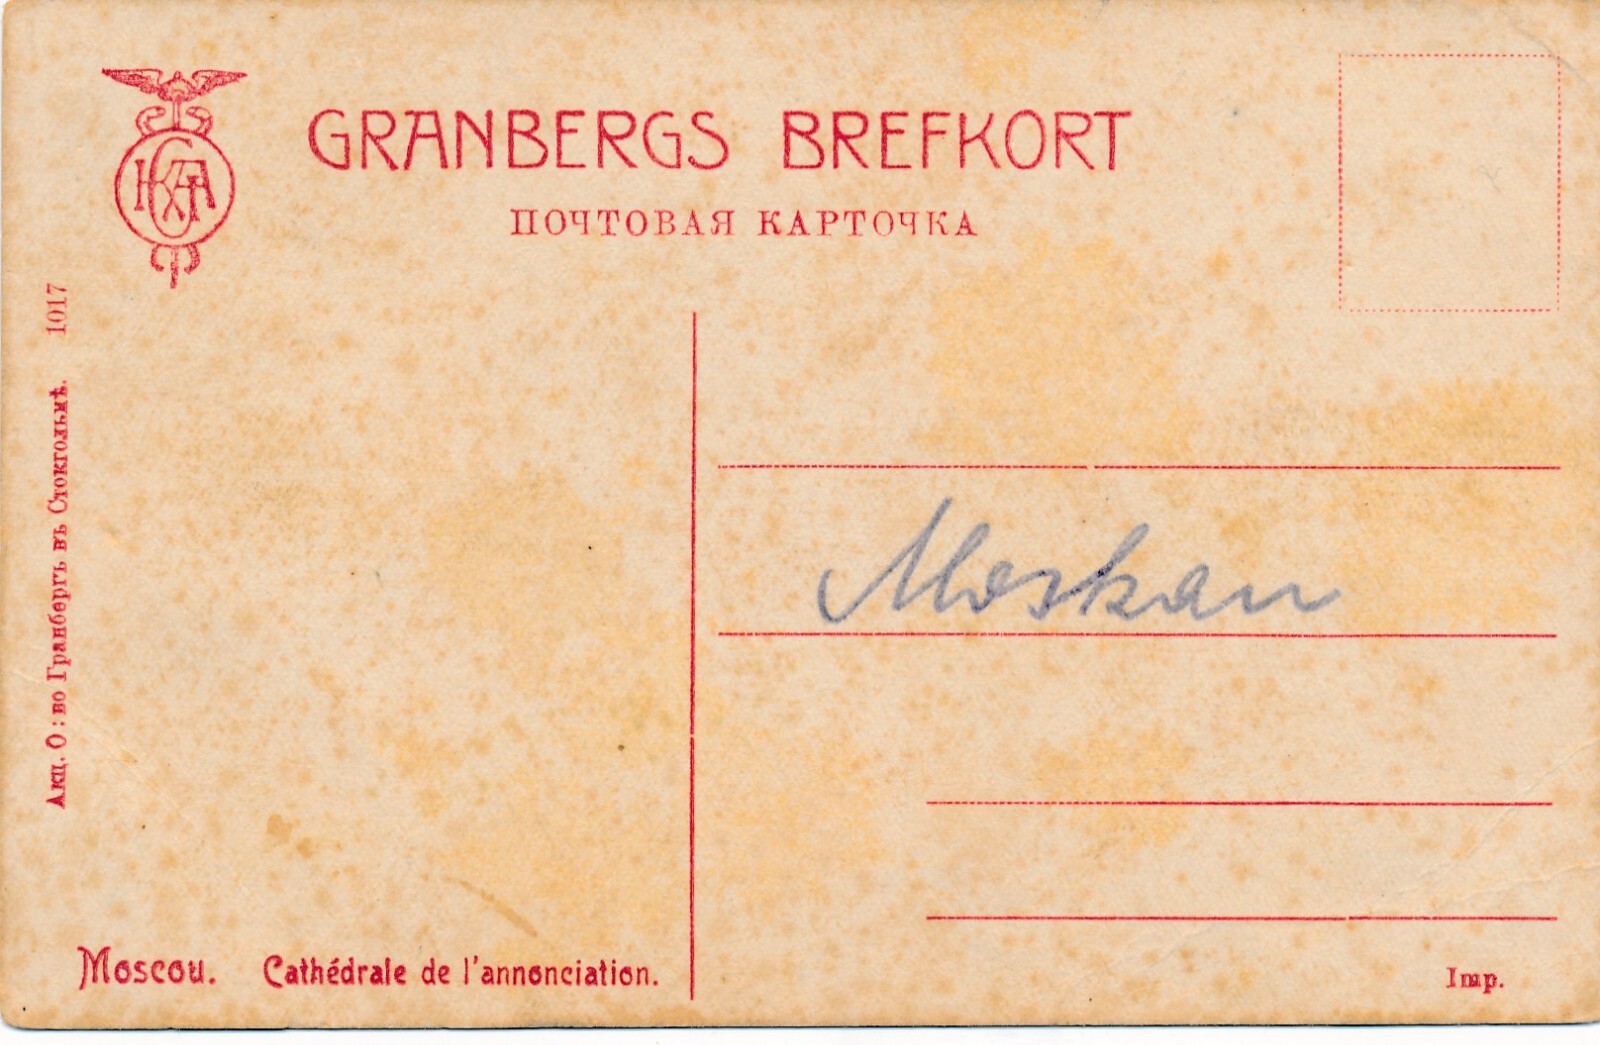 GRANBERGS BREFKORT
ПОЧТОВАЯ КАРТОЧКА
Акц. О: во Гранбергъ въ Стокгольмѣ. 1017
Moskau
Moscou. Cathédrale de l'annonciation.
Imp.